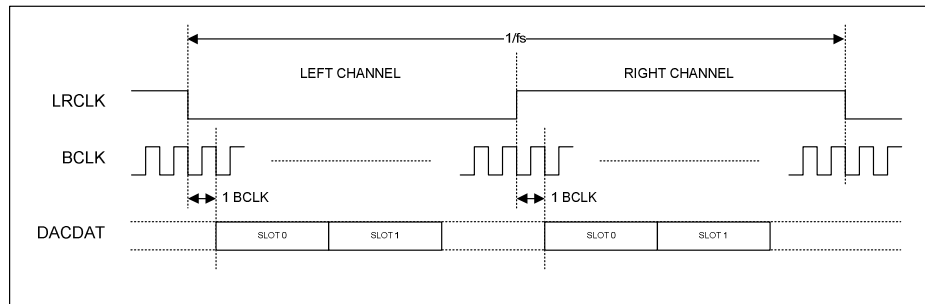 1/fs
LEFT CHANNEL RIGHT CHANNEL
LRCLK
BCLK
1 BCLK 1 BCLK
DACDAT
SLOT 0 SLOT 1 SLOT 0 SLOT 1